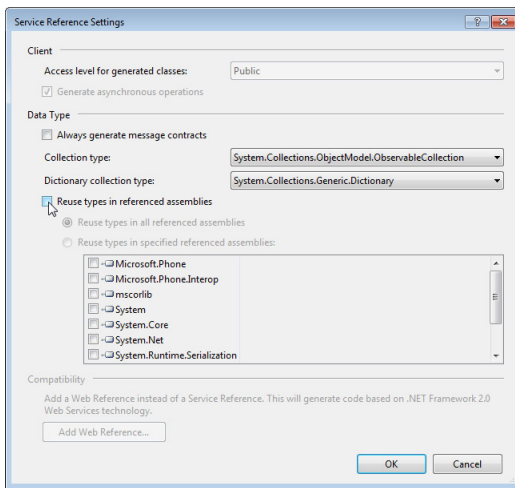 Service Reference Settings
Client
Access level for generated classes:
Public
Generate asynchronous operations
Data Type
Always generate message contracts
Collection type:
System.Collections.ObjectModel.ObservableCollection
Dictionary collection type:
System.Collections.Generic.Dictionary
Reuse types in referenced assemblies
Reuse types in all referenced assemblies
Reuse types in specified referenced assemblies:
Microsoft.Phone
Microsoft.Phone.Interop
mscorlib
System
System.Core
System.Net
System.Runtime.Serialization
Compatibility
Add a Web Reference instead of a Service Reference. This will generate code based on .NET Framework 2.0
Web Services technology.
Add Web Reference...
OK
Cancel